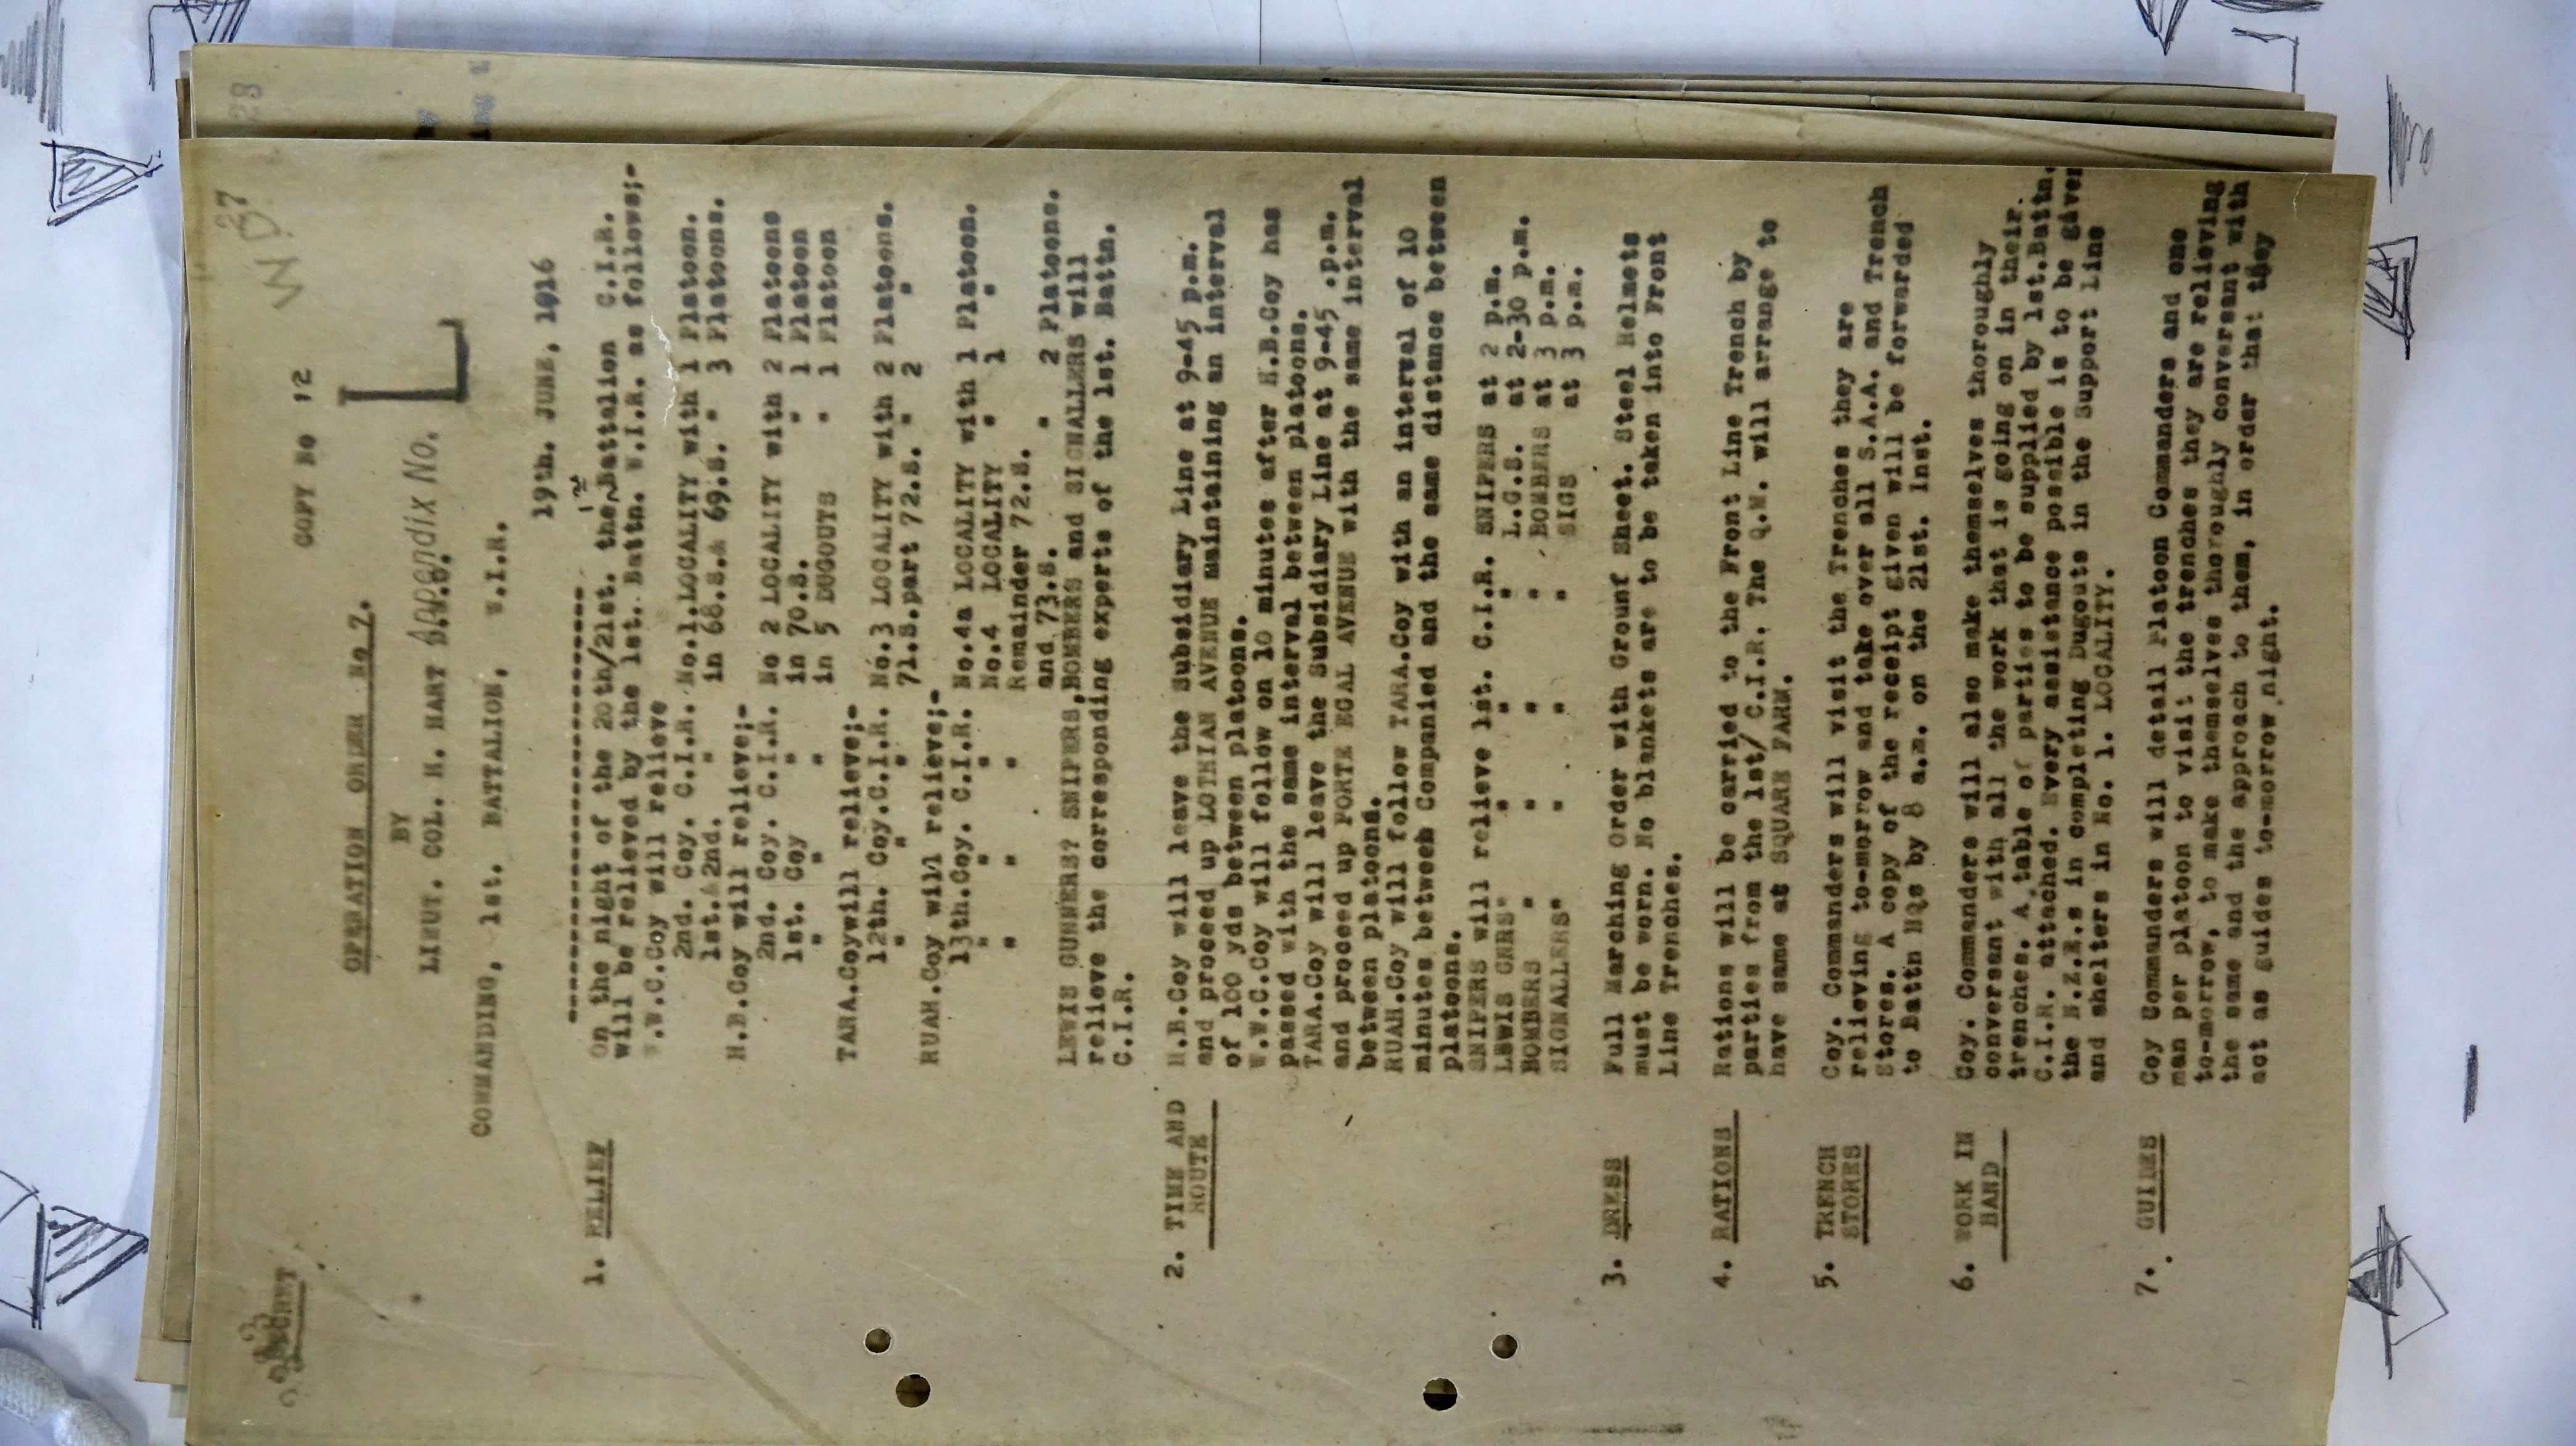 SECRET
27
W D
COPY No 12
OPERATION ORDER No 7.
BY
LIEUT. COL. H. HART D.S.O. Appendix No. L
COMMANDING, 1st. BATTALION, W.I.R.
19th. JUNE, 1916
1. RELIEF
On the night of the 20th/21st. the 1st Battalion C.I.R.
will be relieved by the 1st. Battn. W.I.R. as follows;-
W.W.C.Coy will relieve
2nd. Coy. C.I.R. No.1.LOCALITY with 1 Platoon.
1st.& 2nd. " in 68.S.& 69.S. " 3 Platoons.
H.B.Coy will relieve;-
2nd. Coy. C.I.R. No 2 LOCALITY with 2 Platoons
1st. Coy " in 70.S. " 1 Platoon
" " in 5 DUGOUTS " 1 Platoon
TARA.Coywill relieve;-
12th. Coy.C.I.R. No.3 LOCALITY with 2 Platoons.
" " 71.S.part 72.S. " 2 "
RUAH.Coy will relieve;-
13th.Coy. C.I.R. No.4a LOCALITY with 1 Platoon.
" " No.4 LOCALITY " 1 "
" " Remainder 72.S.
and 73.S. " 2 Platoons.
LEWIS GUNNERS? SNIPERS,BOMBERS and SIGNALLERS will
relieve the corresponding experts of the 1st. Battn.
C.I.R.
2. TIME AND
ROUTE
H.B.Coy will leave the Subsidiary Line at 9-45 p.m.
and proceed up LOTHIAN AVENUE maintaining an interval
of 100 yds between platoons.
W.W.C.Coy will follow on 10 minutes after H.B.Coy has
passed with the same interval between platoons.
TARA.Coy will leave the Subsidiary Line at 9-45 .p.m.
and proceed up PORTE EGAL AVENUE with the same interval
between platoons.
RUAH.Coy will follow TARA.Coy with an interval of 10
minutes between Companied and the same distance between
platoons.
SNIPERS will relieve 1st. C.I.R. SNIPERS at 2 p.m.
LEWIS GNRS" " " " L.G.S. at 2-30 p.m.
BOMBERS " " " " BOMBERS at 3 p.m.
SIGNALLERS" " " " SIGS at 3 p.m.
3. DRESS
Full Marching Order with Grounf Sheet. Steel Helmets
must be worn. No blankets are to be taken into Front
Line Trenches.
4. RATIONS
Rations will be carried to the Front Line Trench by
parties from the 1st/ C.I.R. The Q.M. will arrange to
have same at SQUARE FARM.
5. TRENCH
STORES
Coy. Commanders will visit the Trenches they are
relieving to-morrow and take over all S.A.A. and Trench
Stores. A copy of the receipt given will be forwarded
to Battn HQs by 8 a.m. on the 21st. Inst.
6. WORK IN
HAND
Coy. Commanders will also make themselves thoroughly
conversant with all the work that is going on in their
trenches. A table of parties to be supplied by 1st.Battn.
C.I.R. attached. Every assistance possible is to be given
the N.Z.E.s in completing Dugouts in the Support Line
and shelters in No. 1. LOCALITY.
7. GUIDES
Coy Commanders will detail Platoon Commanders and one
man per platoon to visit the trenches they are relieving
to-morrow, to make themselves thoroughly conversant with
the same and the approach to them, in order that they
act as guides to-morrow night.